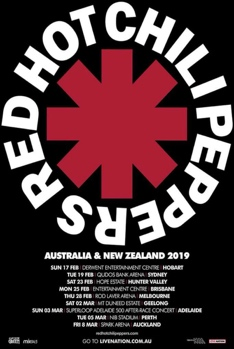 RED HOT CHILI PEPPERS
AUSTRALIA & NEW ZEALAND 2019
SUN 17 FEB | DERWENT ENTERTAINMENT CENTRE | HOBART
TUE 19 FEB | QUDOS BANK ARENA | SYDNEY
SAT 23 FEB | HOPE ESTATE | HUNTER VALLEY
MON 25 FEB | ENTERTAINMENT CENTRE | BRISBANE
THU 28 FEB | ROD LAVER ARENA | MELBOURNE
SAT 02 MAR | MT DUNEED ESTATE | GEELONG
SUN 03 MAR | SUPERLOOP ADELAIDE 500 AFTER-RACE CONCERT | ADELAIDE
TUE 05 MAR | NIB STADIUM | PERTH
FRI 8 MAR | SPARK ARENA | AUCKLAND
redhotchilipeppers.com
GO TO LIVENATION.COM.AU